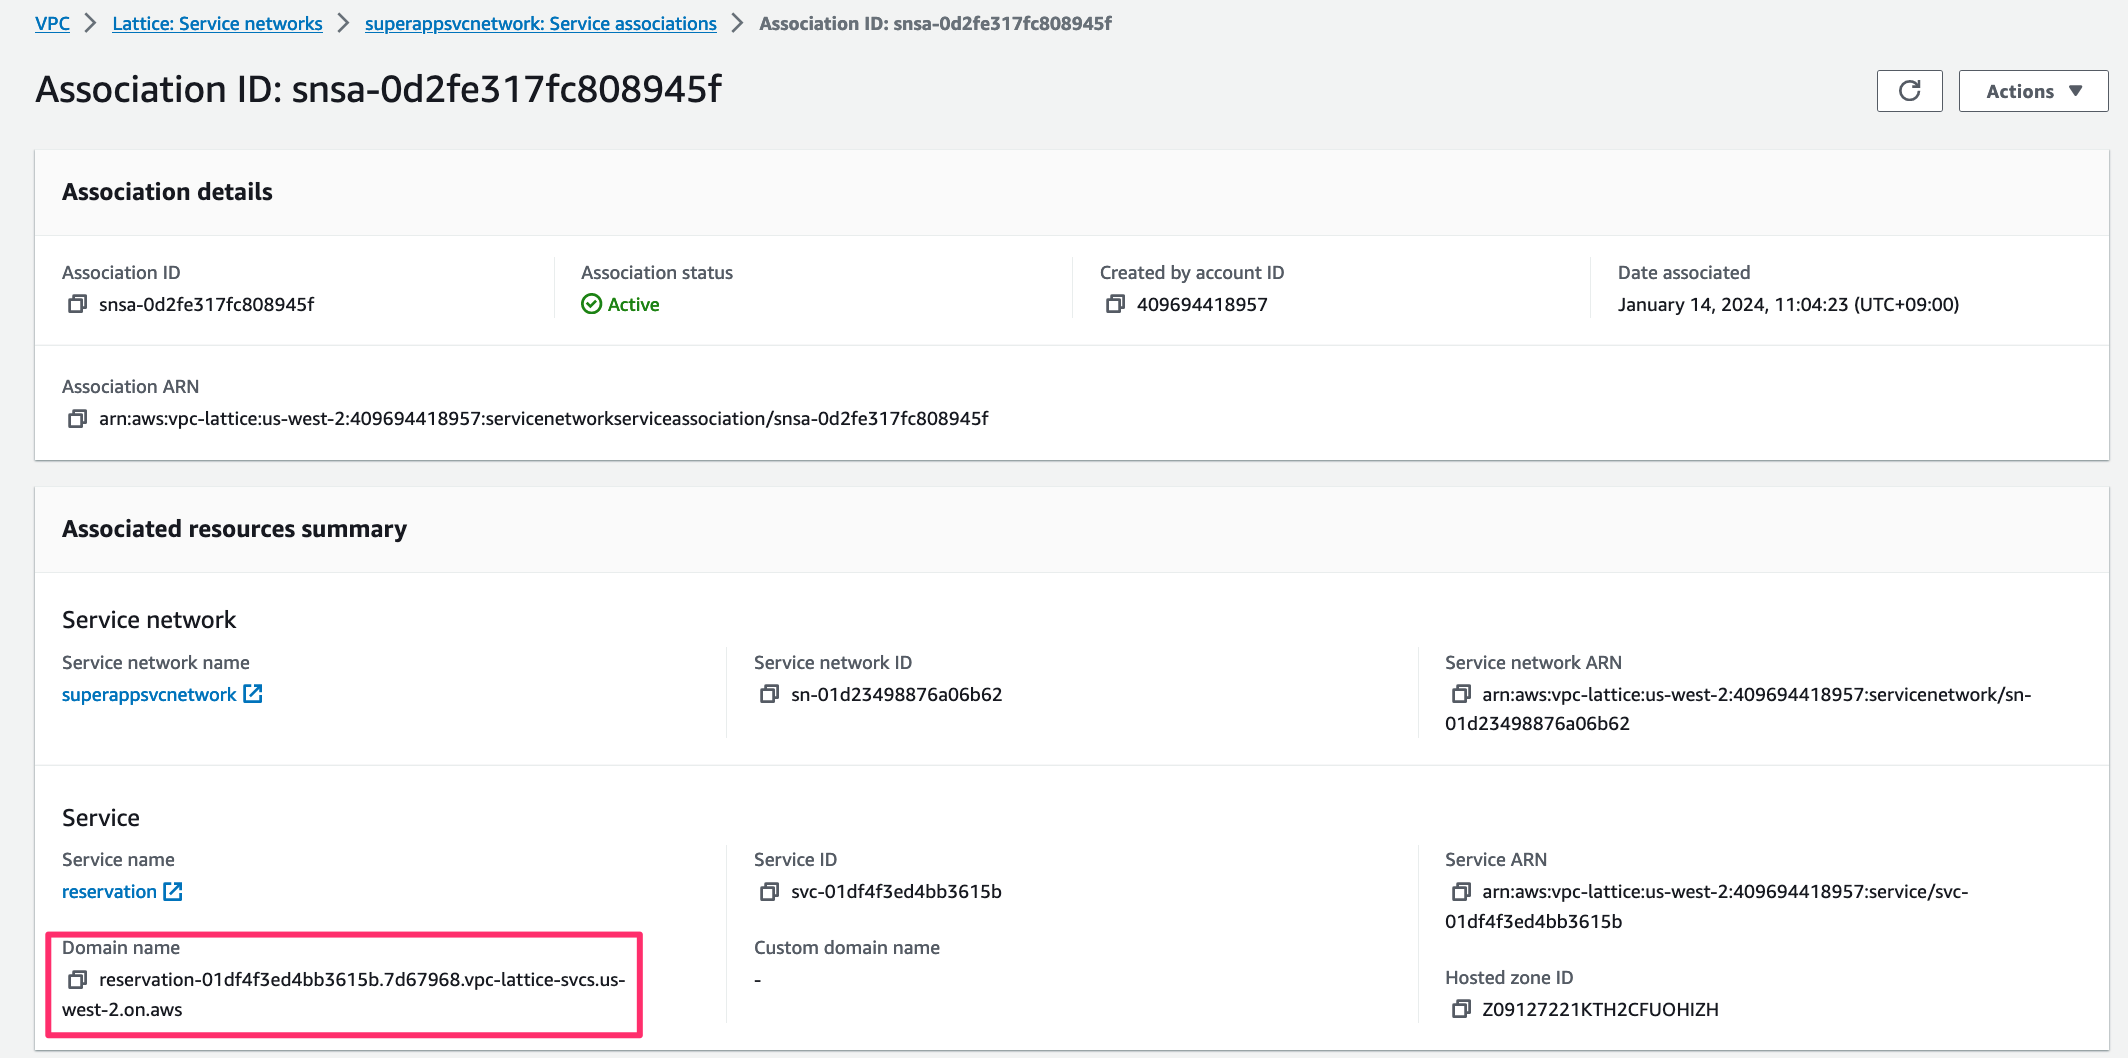 VPC > Lattice: Service networks > superappsvcnetwork: Service associations > Association ID: snsa-0d2fe317fc808945f
Association ID: snsa-0d2fe317fc808945f
Actions
Association details
Association ID
snsa-0d2fe317fc808945f
Association status
Active
Created by account ID
409694418957
Date associated
January 14, 2024, 11:04:23 (UTC+09:00)
Association ARN
arn:aws:vpc-lattice:us-west-2:409694418957:servicenetworkserviceassociation/snsa-0d2fe317fc808945f
Associated resources summary
Service network
Service network name
superappsvcnetwork
Service network ID
sn-01d23498876a06b62
Service network ARN
arn:aws:vpc-lattice:us-west-2:409694418957:servicenetwork/sn-
01d23498876a06b62
Service
Service name
reservation
Service ID
svc-01df4f3ed4bb3615b
Service ARN
arn:aws:vpc-lattice:us-west-2:409694418957:service/svc-
01df4f3ed4bb3615b
Domain name
reservation-01df4f3ed4bb3615b.7d67968.vpc-lattice-svcs.us-
west-2.on.aws
Custom domain name
-
Hosted zone ID
Z09127221KTH2CFUOHIZH